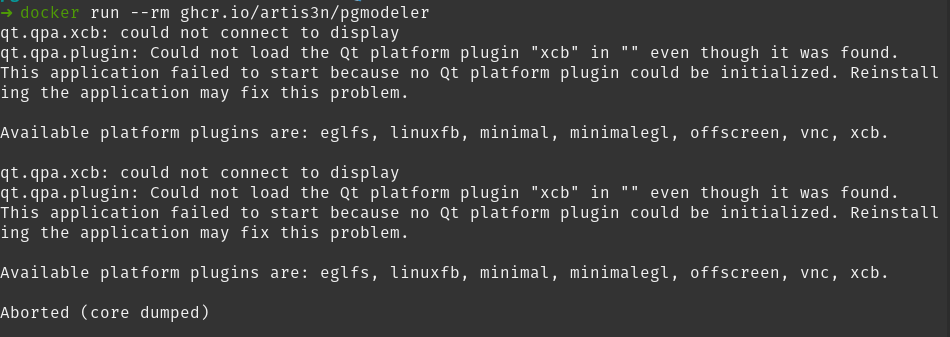 ➜ docker run --rm ghcr.io/artis3n/pgmodeler
qt.qpa.xcb: could not connect to display
qt.qpa.plugin: Could not load the Qt platform plugin "xcb" in "" even though it was found.
This application failed to start because no Qt platform plugin could be initialized. Reinstall
ing the application may fix this problem.
Available platform plugins are: eglfs, linuxfb, minimal, minimalegl, offscreen, vnc, xcb.
qt.qpa.xcb: could not connect to display
qt.qpa.plugin: Could not load the Qt platform plugin "xcb" in "" even though it was found.
This application failed to start because no Qt platform plugin could be initialized. Reinstall
ing the application may fix this problem.
Available platform plugins are: eglfs, linuxfb, minimal, minimalegl, offscreen, vnc, xcb.
Aborted (core dumped)